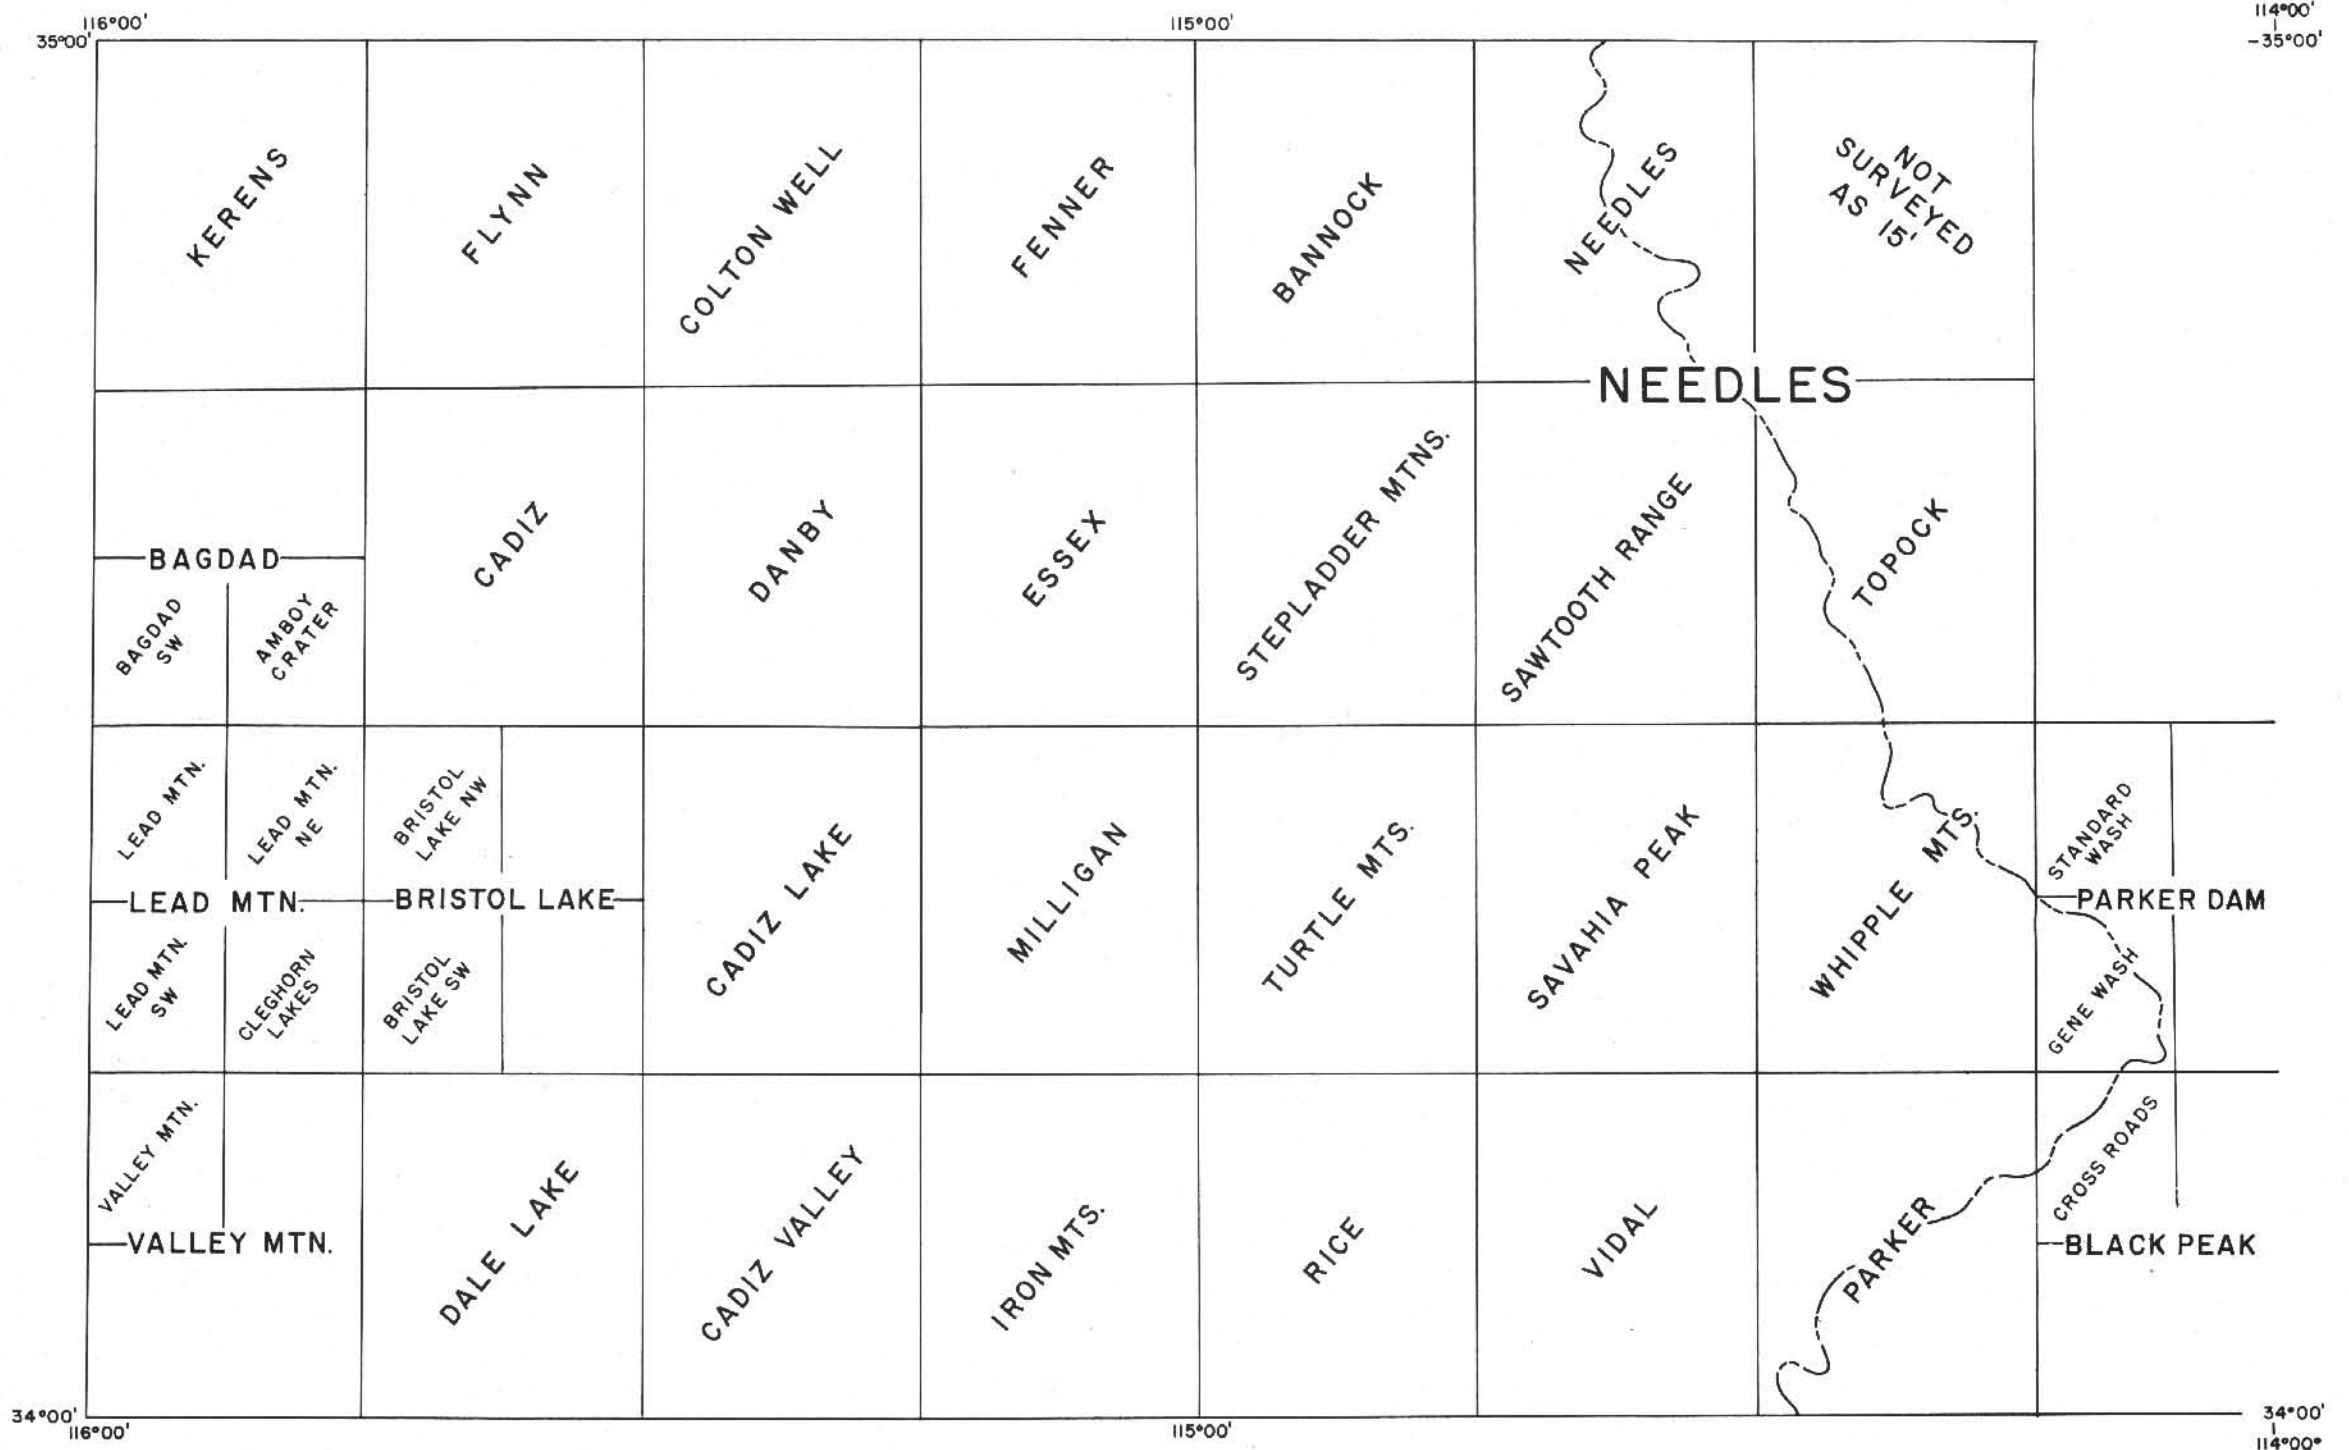 116°00'
115°00'
114°00'
35°00'
-35°00'
KERENS
FLYNN
COLTON WELL
FENNER
BANNOCK
NEEDLES
NOT
SURVEYED
AS 15'
NEEDLES
BAGDAD
BAGDAD
SW
AMBOY
CRATER
CADIZ
DANBY
ESSEX
STEPLADDER MTNS.
SAWTOOTH RANGE
TOPOCK
LEAD MTN.
LEAD MTN.
NE
BRISTOL
LAKE NW
LEAD MTN.
BRISTOL LAKE
LEAD MTN.
SW
CLEGHORN
LAKES
BRISTOL
LAKE SW
CADIZ LAKE
MILLIGAN
TURTLE MTS.
SAVAHIA PEAK
WHIPPLE MTS.
STANDARD
WASH
PARKER DAM
GENE WASH
VALLEY MTN.
VALLEY MTN.
DALE LAKE
CADIZ VALLEY
IRON MTS.
RICE
VIDAL
PARKER
CROSS ROADS
BLACK PEAK
34°00'
34°00'
116°00'
115°00'
114°00"